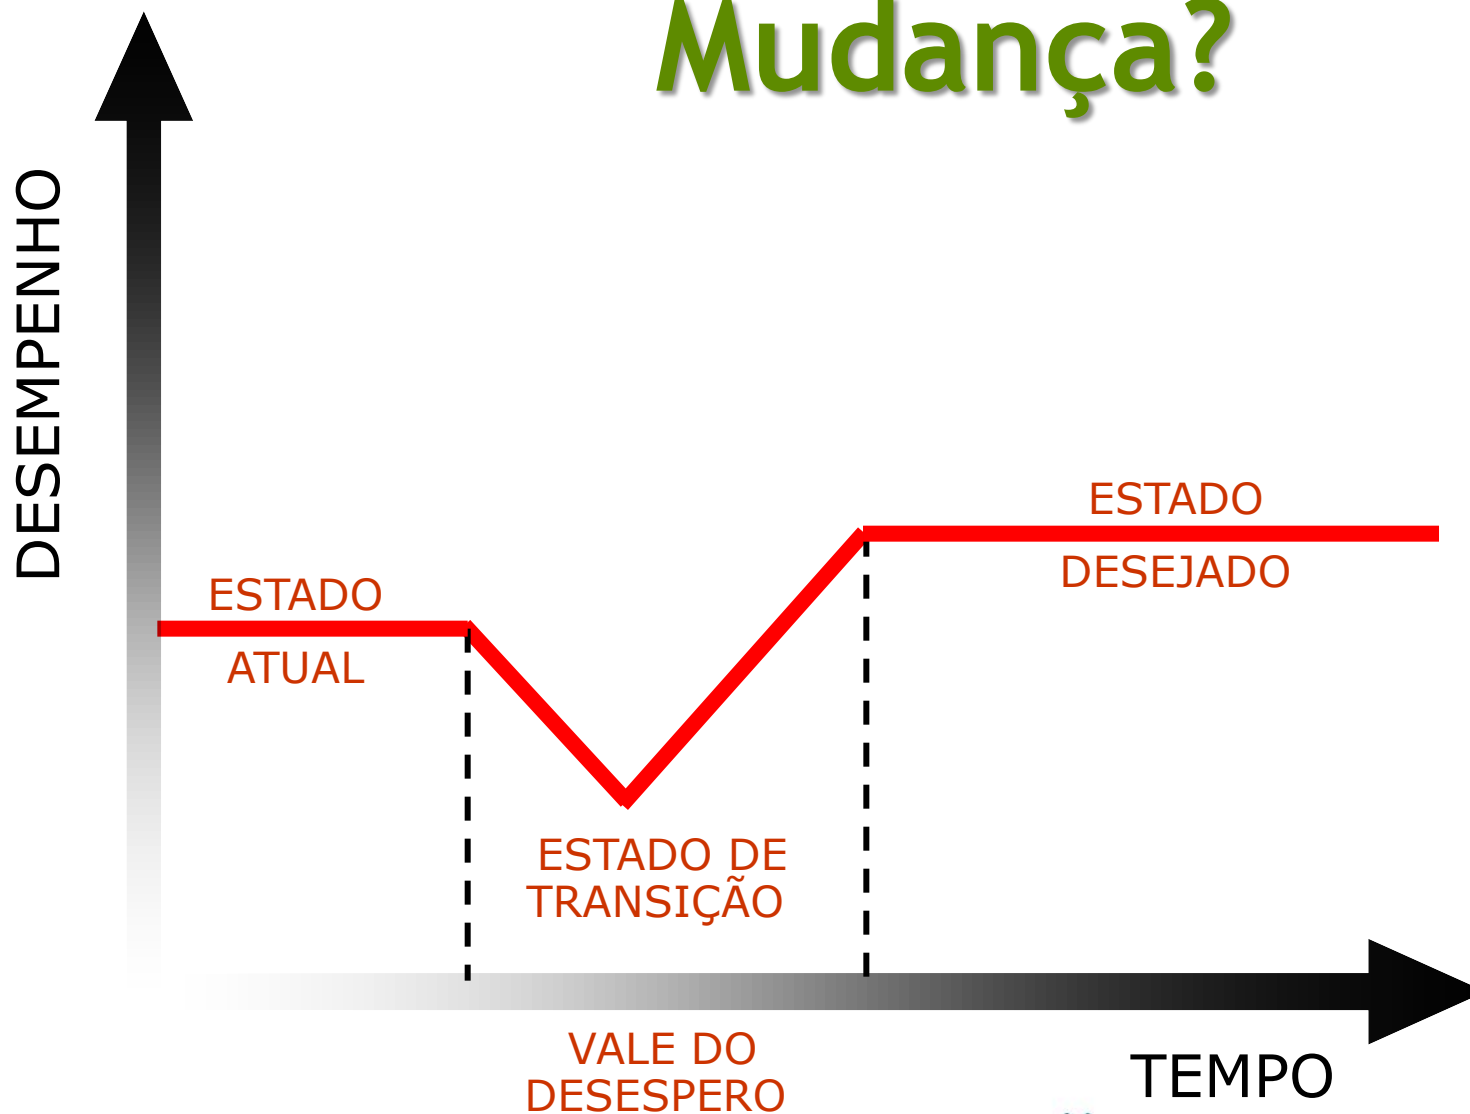 Mudança?
DESEMPENHO
ESTADO
DESEJADO
ESTADO
ATUAL
ESTADO DE
TRANSIÇÃO
VALE DO
DESESPERO
TEMPO